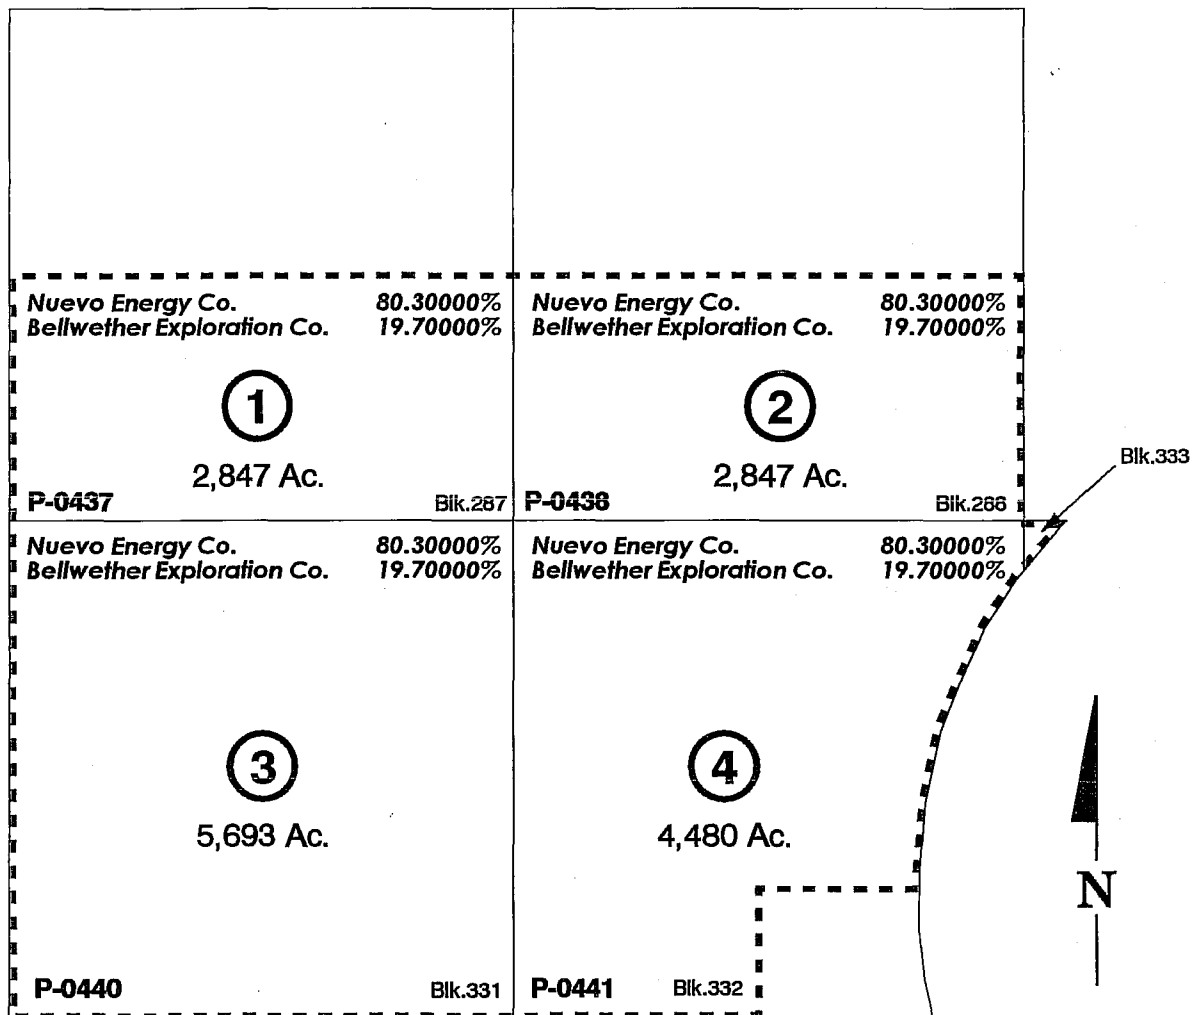 Nuevo Energy Co. 80.30000%
Bellwether Exploration Co. 19.70000%
1
2,847 Ac.
P-0437 Blk.287
Nuevo Energy Co. 80.30000%
Bellwether Exploration Co. 19.70000%
2
2,847 Ac.
P-0438 Blk.286
Blk.333
Nuevo Energy Co. 80.30000%
Bellwether Exploration Co. 19.70000%
3
5,693 Ac.
P-0440 Blk.331
Nuevo Energy Co. 80.30000%
Bellwether Exploration Co. 19.70000%
4
4,480 Ac.
P-0441 Blk.332
N